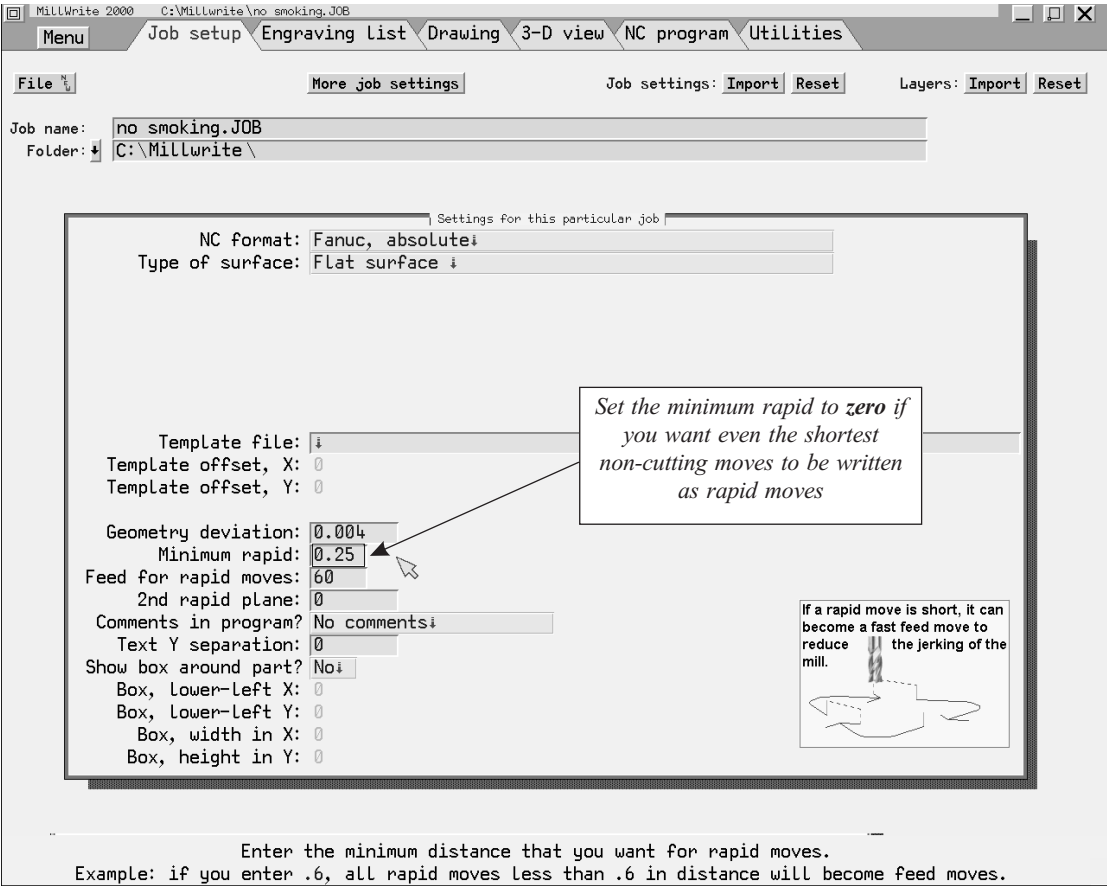 MillWrite 2000 C:\Millwrite\no smoking.JOB
Menu Job setup Engraving list Drawing 3-D view NC program Utilities
File NEW More job settings Job settings: Import Reset Layers: Import Reset
Job name: no smoking.JOB
Folder: C:\Millwrite\
Settings for this particular job
NC format: Fanuc, absolute
Type of surface: Flat surface
Set the minimum rapid to zero if
you want even the shortest
non-cutting moves to be written
as rapid moves
Template file:
Template offset, X: 0
Template offset, Y: 0
Geometry deviation: 0.004
Minimum rapid: 0.25
Feed for rapid moves: 60
2nd rapid plane: 0
Comments in program? No comments
Text Y separation: 0
Show box around part? No
Box, lower-left X: 0
Box, lower-left Y: 0
Box, width in X: 0
Box, height in Y: 0
If a rapid move is short, it can
become a fast feed move to
reduce the jerking of the
mill.
Enter the minimum distance that you want for rapid moves.
Example: if you enter .6, all rapid moves less than .6 in distance will become feed moves.